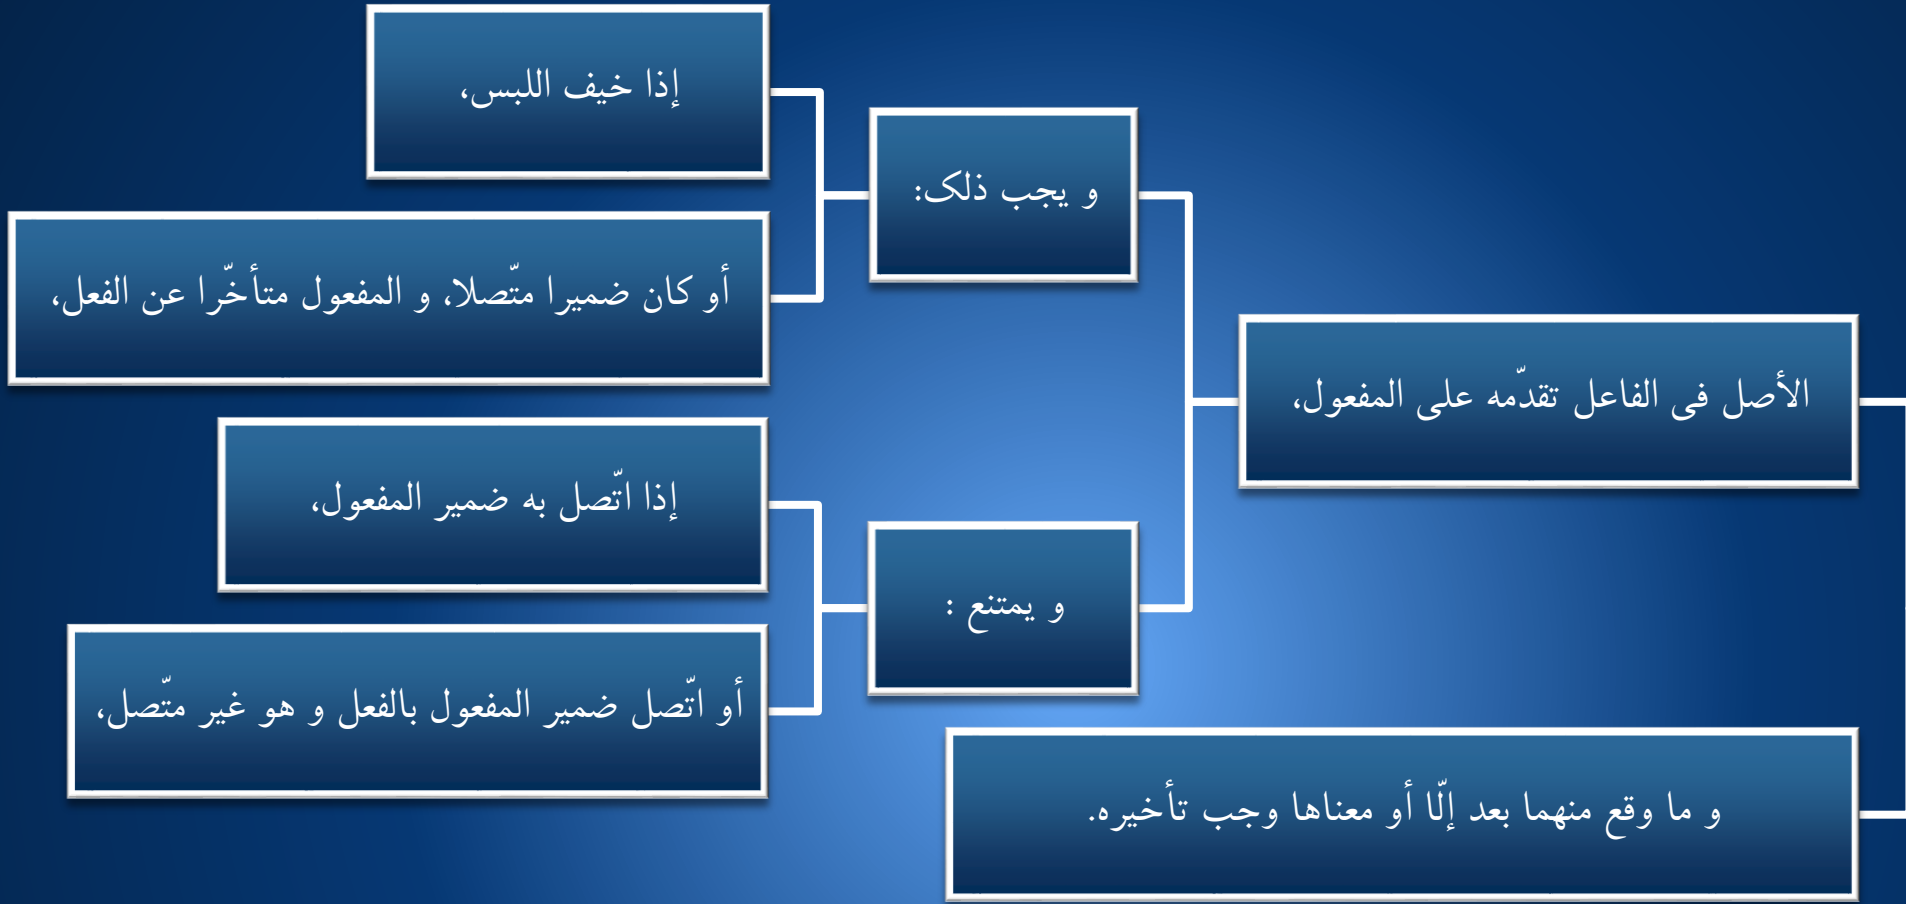 الأصل فى الفاعل تقدّمه على المفعول،
و يجب ذلک:
إذا خيف اللبس،
أو كان ضميرا متّصلا، و المفعول متأخّرا عن الفعل،
و يمتنع :
إذا اتّصل به ضمير المفعول،
أو اتّصل ضمير المفعول بالفعل و هو غير متّصل،
و ما وقع منهما بعد إلّا أو معناها وجب تأخيره.